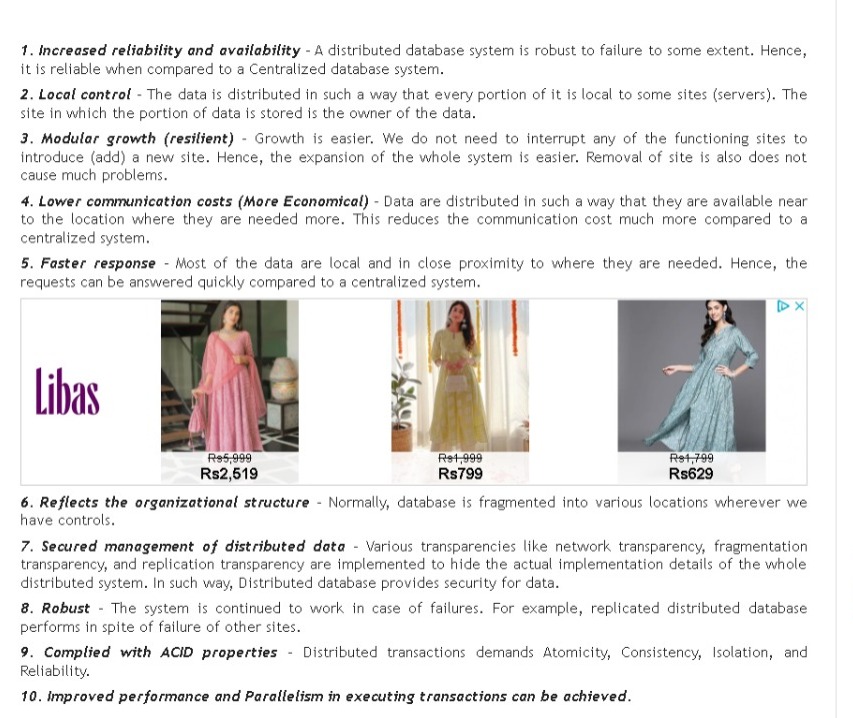 1. Increased reliability and availability - A distributed database system is robust to failure to some extent. Hence,
it is reliable when compared to a Centralized database system.
2. Local control - The data is distributed in such a way that every portion of it is local to some sites (servers). The
site in which the portion of data is stored is the owner of the data.
3. Modular growth (resilient) - Growth is easier. We do not need to interrupt any of the functioning sites to
introduce (add) a new site. Hence, the expansion of the whole system is easier. Removal of site is also does not
cause much problems.
4. Lower communication costs (More Economical) - Data are distributed in such a way that they are available near
to the location where they are needed more. This reduces the communication cost much more compared to a
centralized system.
5. Faster response - Most of the data are local and in close proximity to where they are needed. Hence, the
requests can be answered quickly compared to a centralized system.
Libas
Rs5,999 Rs1,999 Rs1,799
Rs2,519 Rs799 Rs629
6. Reflects the organizational structure - Normally, database is fragmented into various locations wherever we
have controls.
7. Secured management of distributed data - Various transparencies like network transparency, fragmentation
transparency, and replication transparency are implemented to hide the actual implementation details of the whole
distributed system. In such way, Distributed database provides security for data.
8. Robust - The system is continued to work in case of failures. For example, replicated distributed database
performs in spite of failure of other sites.
9. Complied with ACID properties - Distributed transactions demands Atomicity, Consistency, Isolation, and
Reliability.
10. Improved performance and Parallelism in executing transactions can be achieved.